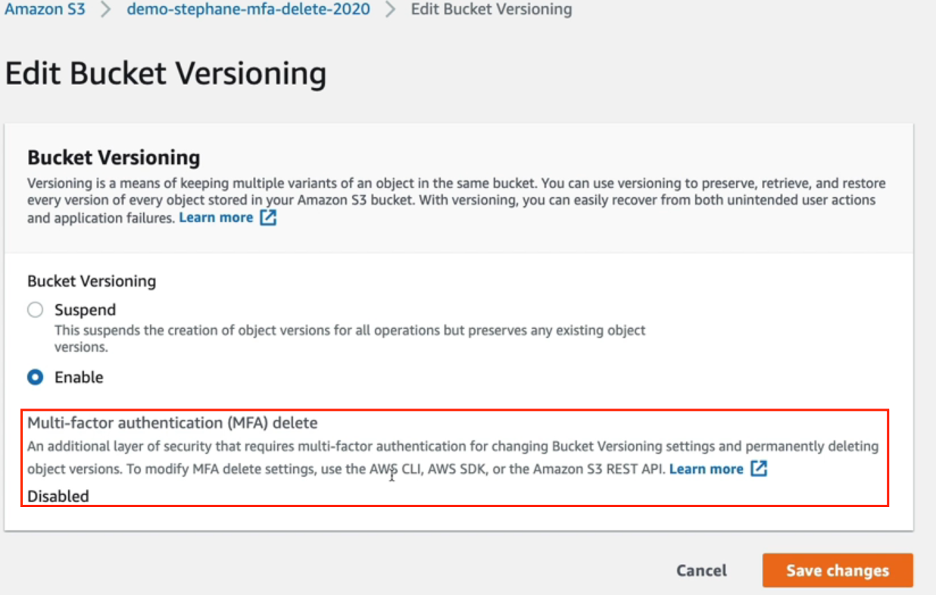 Amazon S3 > demo-stephane-mfa-delete-2020 > Edit Bucket Versioning
Edit Bucket Versioning
Bucket Versioning
Versioning is a means of keeping multiple variants of an object in the same bucket. You can use versioning to preserve, retrieve, and restore
every version of every object stored in your Amazon S3 bucket. With versioning, you can easily recover from both unintended user actions
and application failures. Learn more
Bucket Versioning
Suspend
This suspends the creation of object versions for all operations but preserves any existing object
versions.
Enable
Multi-factor authentication (MFA) delete
An additional layer of security that requires multi-factor authentication for changing Bucket Versioning settings and permanently deleting
object versions. To modify MFA delete settings, use the AWS CLI, AWS SDK, or the Amazon S3 REST API. Learn more
Disabled
Cancel Save changes